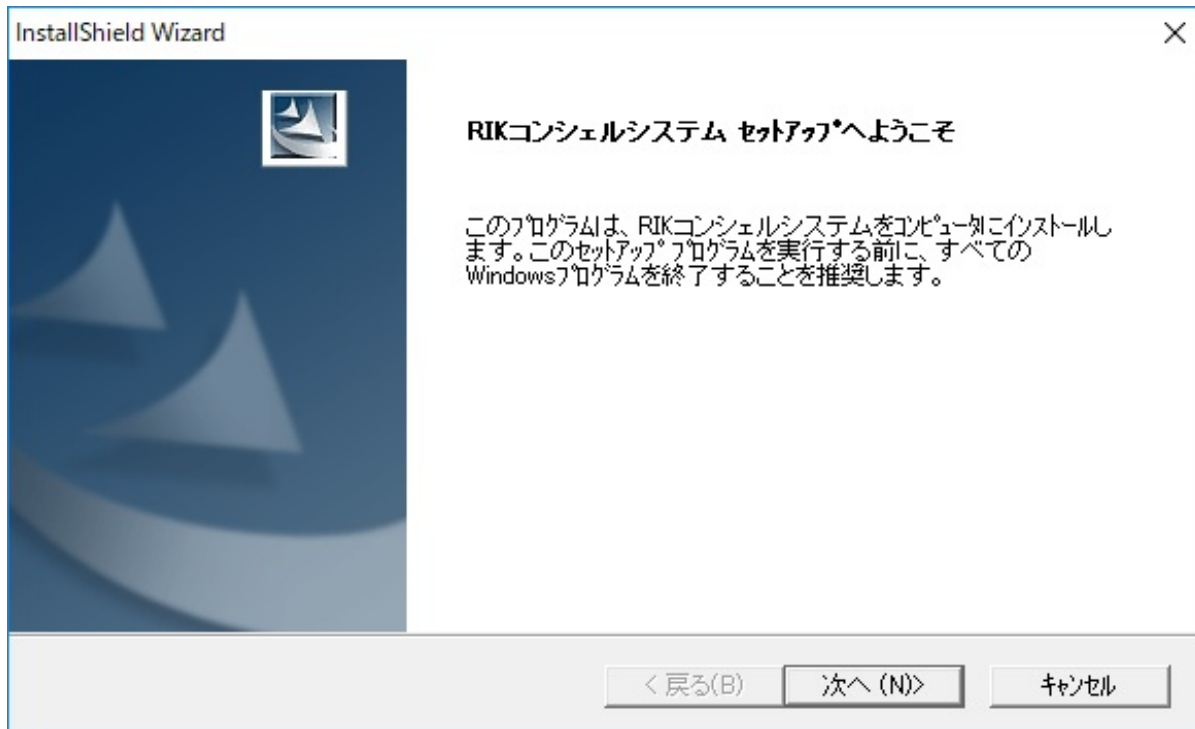 InstallShield Wizard
RIKコンシェルシステム ｾｯﾄｱｯﾌﾟへようこそ
このﾌﾟﾛｸﾞﾗﾑは、RIKコンシェルシステムをｺﾝﾋﾟｭｰﾀにｲﾝｽﾄｰﾙし
ます。このｾｯﾄｱｯﾌﾟ ﾌﾟﾛｸﾞﾗﾑを実行する前に、すべての
Windowsﾌﾟﾛｸﾞﾗﾑを終了することを推奨します。
< 戻る(B)
次へ (N)>
ｷｬﾝｾﾙ